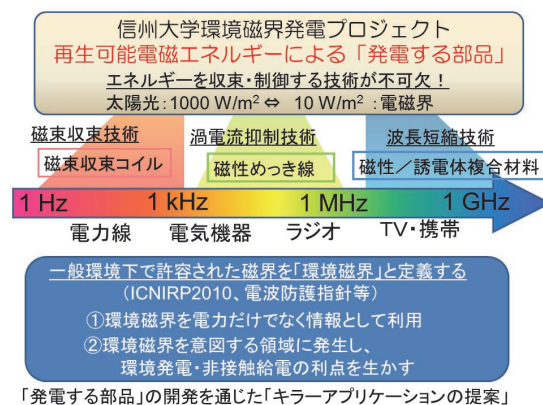 信州大学環境磁界発電プロジェクト
再生可能電磁エネルギーによる「発電する部品」
エネルギーを収束・制御する技術が不可欠！
太陽光：1000 W/m² ⇔ 10 W/m²：電磁界
磁束収束技術
渦電流抑制技術
波長短縮技術
磁束収束コイル
磁性めっき線
磁性／誘電体複合材料
1 Hz 1 kHz 1 MHz 1 GHz
電力線 電気機器 ラジオ TV・携帯
一般環境下で許容された磁界を「環境磁界」と定義する
（ICNIRP2010、電波防護指針等）
①環境磁界を電力だけでなく情報として利用
②環境磁界を意図する領域に発生し、
環境発電・非接触給電の利点を生かす
「発電する部品」の開発を通じた「キラーアプリケーションの提案」